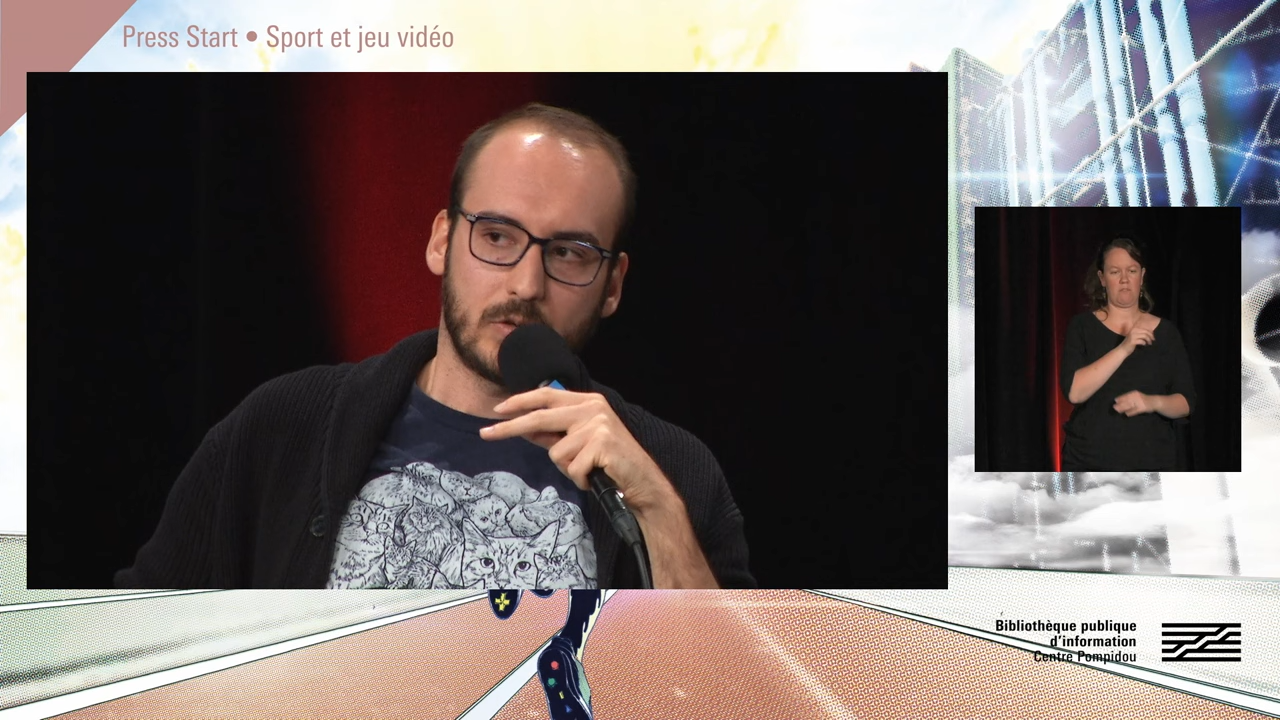 Press Start • Sport et jeu vidéo
Bibliothèque publique
d'information
Centre Pompidou